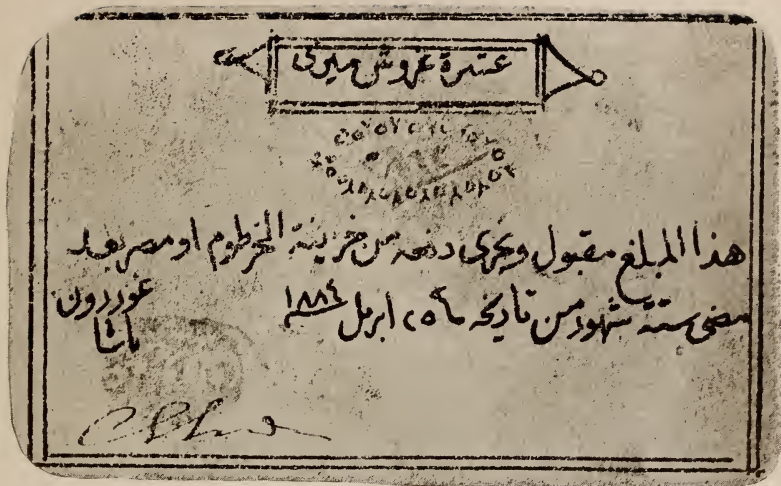 عشرة غروش ميرى
هذا المبلغ مقبول ويجرى دفعه من خزينة الخرطوم او مصر بعد
مضى ستة شهور من تاريخه ٢٥ ابريل ١٨٨٤
غوردون
باشا